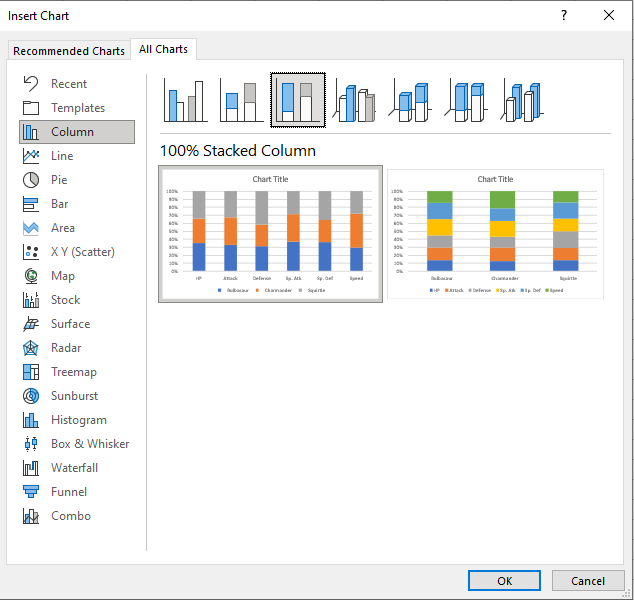 Insert Chart
?
Recommended Charts
All Charts
Recent
Templates
Column
Line
Pie
Bar
Area
X Y (Scatter)
Map
Stock
Surface
Radar
Treemap
Sunburst
Histogram
Box & Whisker
Waterfall
Funnel
Combo
100% Stacked Column
Chart Title
100%
90%
80%
70%
60%
50%
40%
30%
20%
10%
0%
HP Attack Defense Sp. Atk Sp. Def Speed
Bulbasaur Charmander Squirtle
Chart Title
100%
90%
80%
70%
60%
50%
40%
30%
20%
10%
0%
Bulbasaur Charmander Squirtle
HP Attack Defense Sp. Atk Sp. Def Speed
OK
Cancel